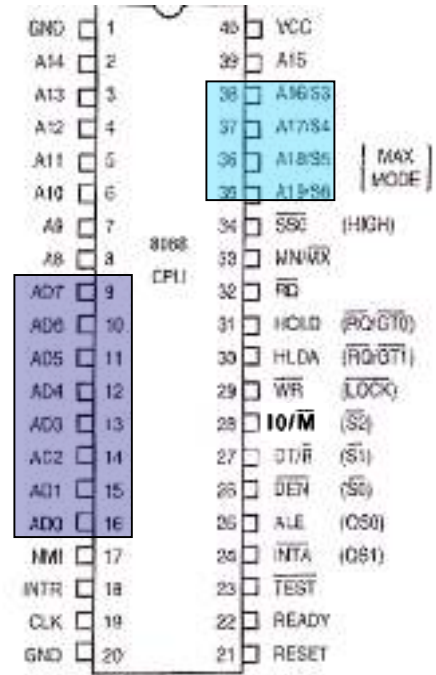 GND 1 40 VCC
A14 2 39 A15
A13 3 38 A16/S3
A12 4 37 A17/S4
A11 5 36 A18/S5 MAX
A10 6 35 A19/S6 MODE
A9 7 34 SSO (HIGH)
A8 8 8088 33 MN/MX
AD7 9 CPU 32 RD
AD6 10 31 HOLD (RQ/GT0)
AD5 11 30 HLDA (RQ/GT1)
AD4 12 29 WR (LOCK)
AD3 13 28 IO/M (S2)
AD2 14 27 DT/R (S1)
AD1 15 26 DEN (S0)
AD0 16 25 ALE (QS0)
NMI 17 24 INTA (QS1)
INTR 18 23 TEST
CLK 19 22 READY
GND 20 21 RESET